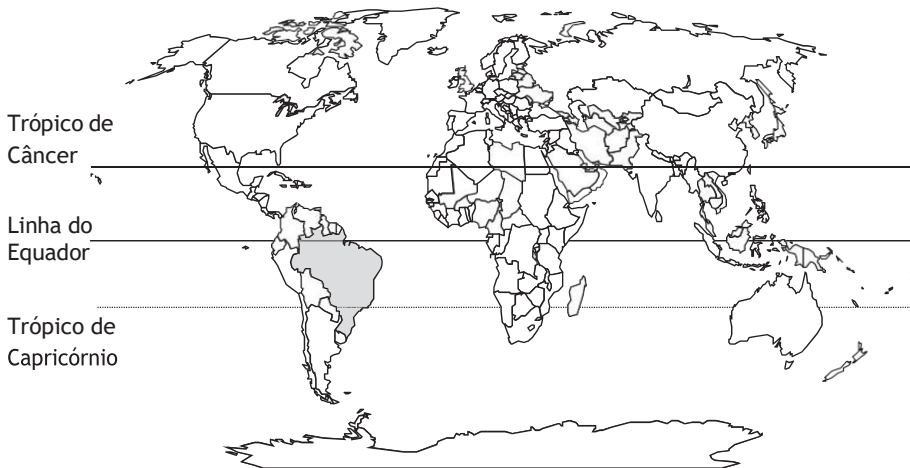 Trópico de
Câncer
Linha do
Equador
Trópico de
Capricórnio